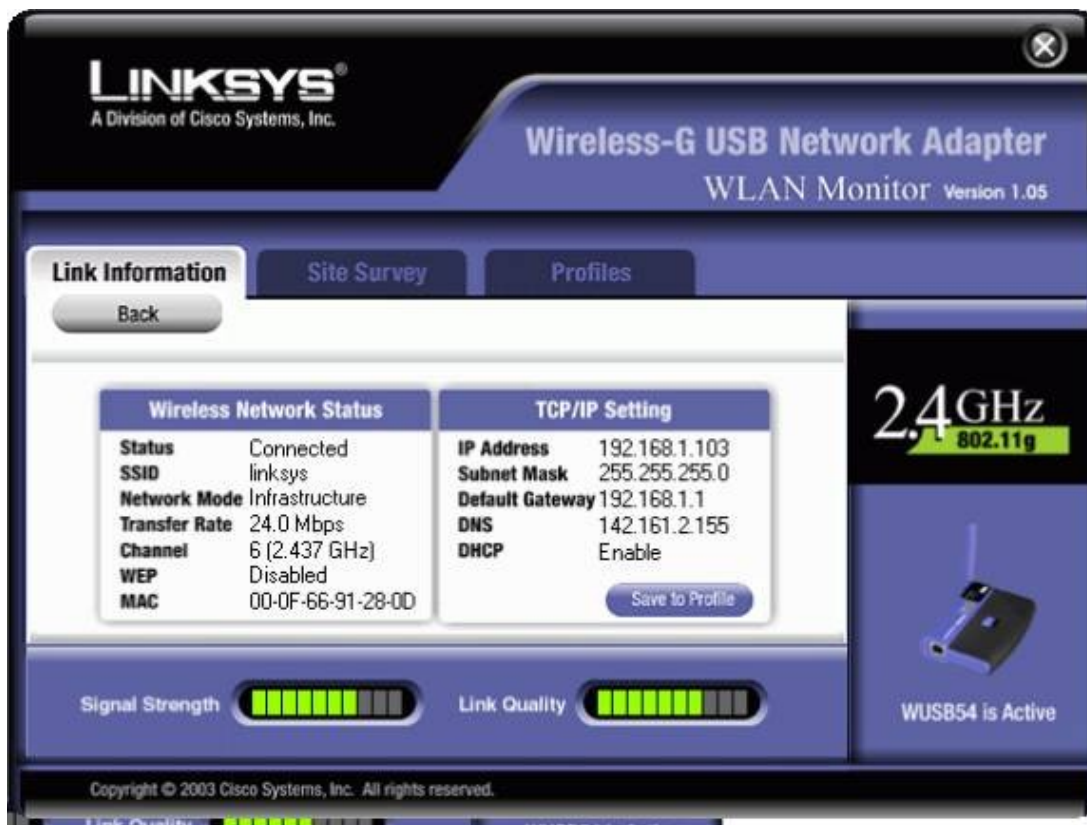 LINKSYS®
A Division of Cisco Systems, Inc.
Wireless-G USB Network Adapter
WLAN Monitor Version 1.05
Link Information Site Survey Profiles
Back
Wireless Network Status
Status Connected
SSID linksys
Network Mode Infrastructure
Transfer Rate 24.0 Mbps
Channel 6 (2.437 GHz)
WEP Disabled
MAC 00-0F-66-91-28-0D
TCP/IP Setting
IP Address 192.168.1.103
Subnet Mask 255.255.255.0
Default Gateway 192.168.1.1
DNS 142.161.2.155
DHCP Enable
Save to Profile
2.4GHz
802.11g
Signal Strength Link Quality
WUSB54 is Active
Copyright © 2003 Cisco Systems, Inc. All rights reserved.
Link Quality